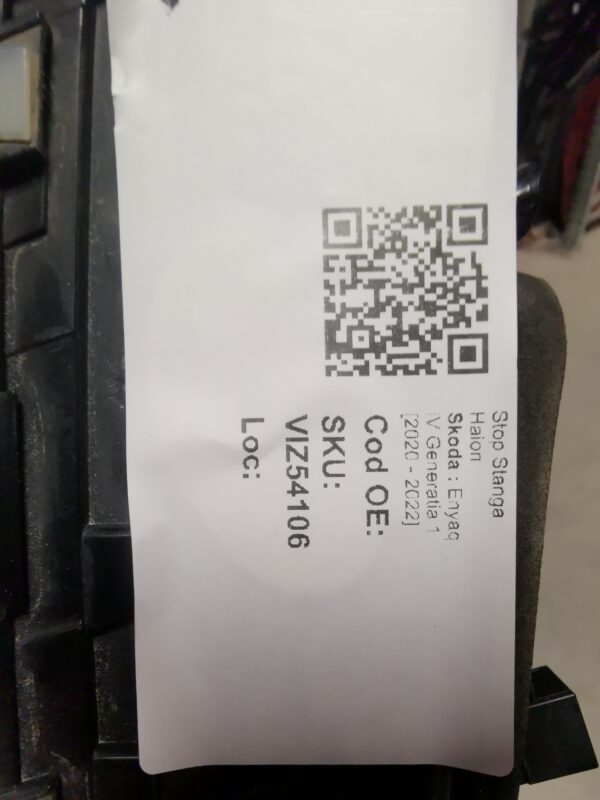 Stop Stanga
Haion
Skoda : Enyaq
iV Generatia 1
[2020 - 2022]
Cod OE:
SKU:
VIZ54106
Loc: